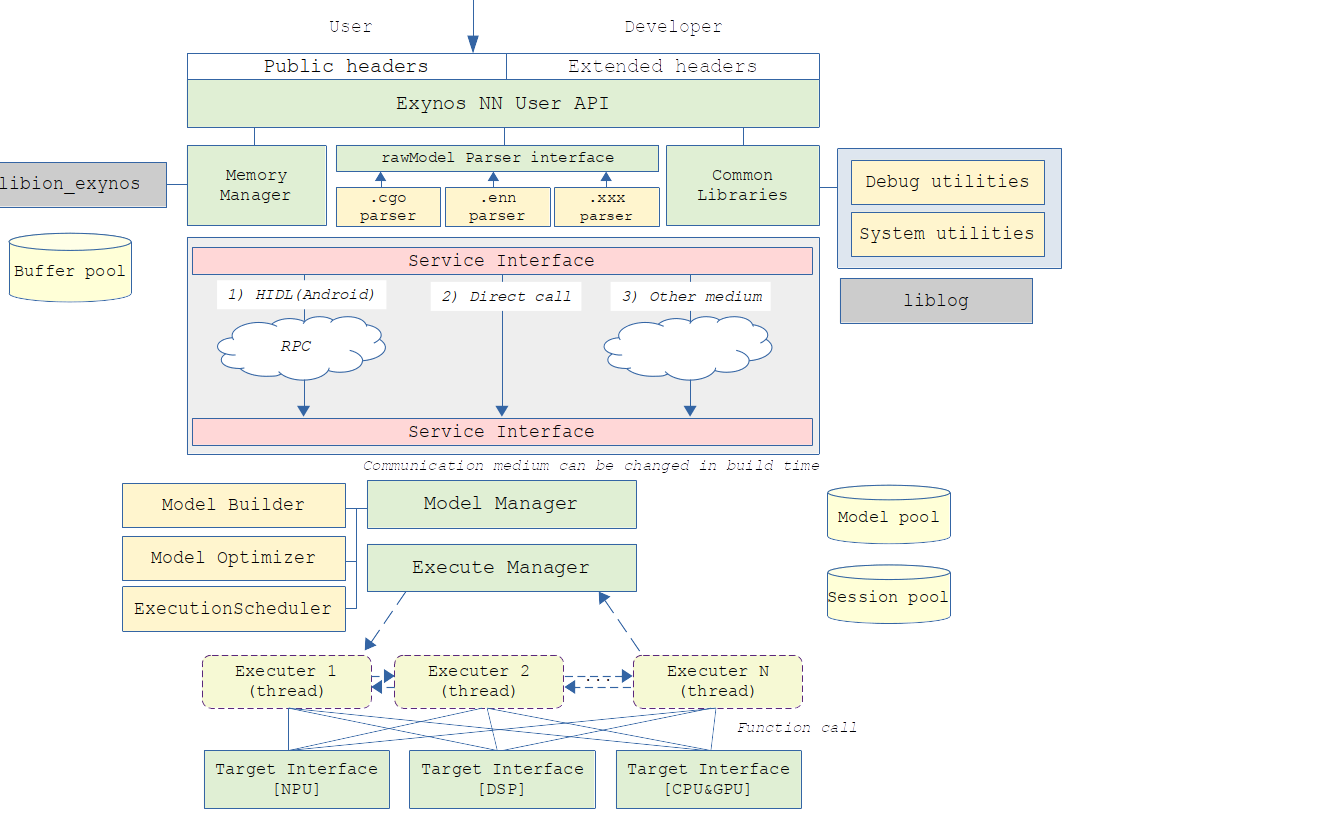 User
Developer
Public headers
Extended headers
Exynos NN User API
libion_exynos
Memory
Manager
rawModel Parser interface
.cgo
parser
.enn
parser
.xxx
parser
Common
Libraries
Debug utilities
System utilities
Buffer pool
liblog
Service Interface
1) HIDL(Android)
2) Direct call
3) Other medium
RPC
Service Interface
Communication medium can be changed in build time
Model Builder
Model Optimizer
ExecutionScheduler
Model Manager
Execute Manager
Model pool
Session pool
Executer 1
(thread)
Executer 2
(thread)
...
Executer N
(thread)
Function call
Target Interface
[NPU]
Target Interface
[DSP]
Target Interface
[CPU&GPU]